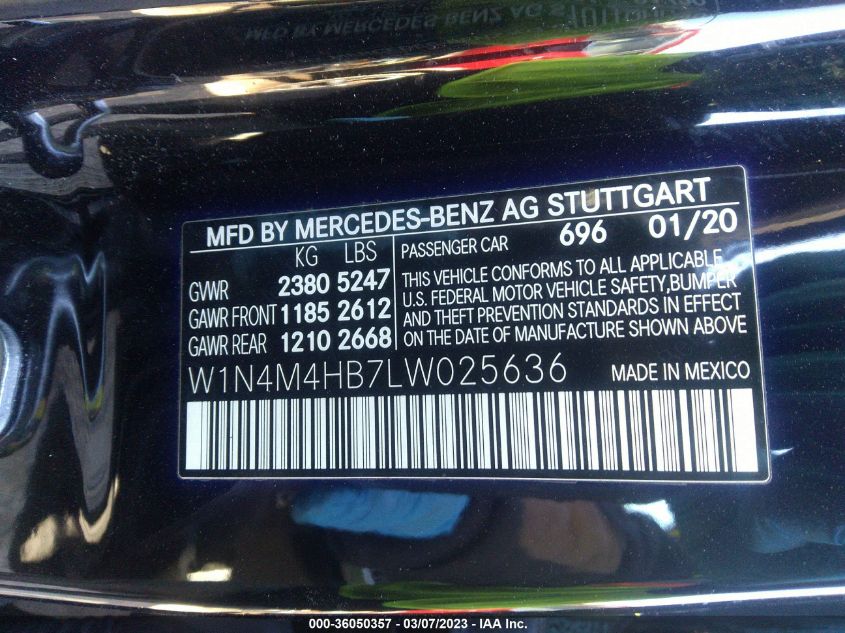 MFD BY MERCEDES-BENZ AG STUTTGART
KG LBS
GVWR 2380 5247
GAWR FRONT 1185 2612
GAWR REAR 1210 2668
PASSENGER CAR 696 01/20
THIS VEHICLE CONFORMS TO ALL APPLICABLE
U.S. FEDERAL MOTOR VEHICLE SAFETY,BUMPER
AND THEFT PREVENTION STANDARDS IN EFFECT
ON THE DATE OF MANUFACTURE SHOWN ABOVE
W1N4M4HB7LW025636 MADE IN MEXICO
000-36050357 - 03/07/2023 - IAA Inc.